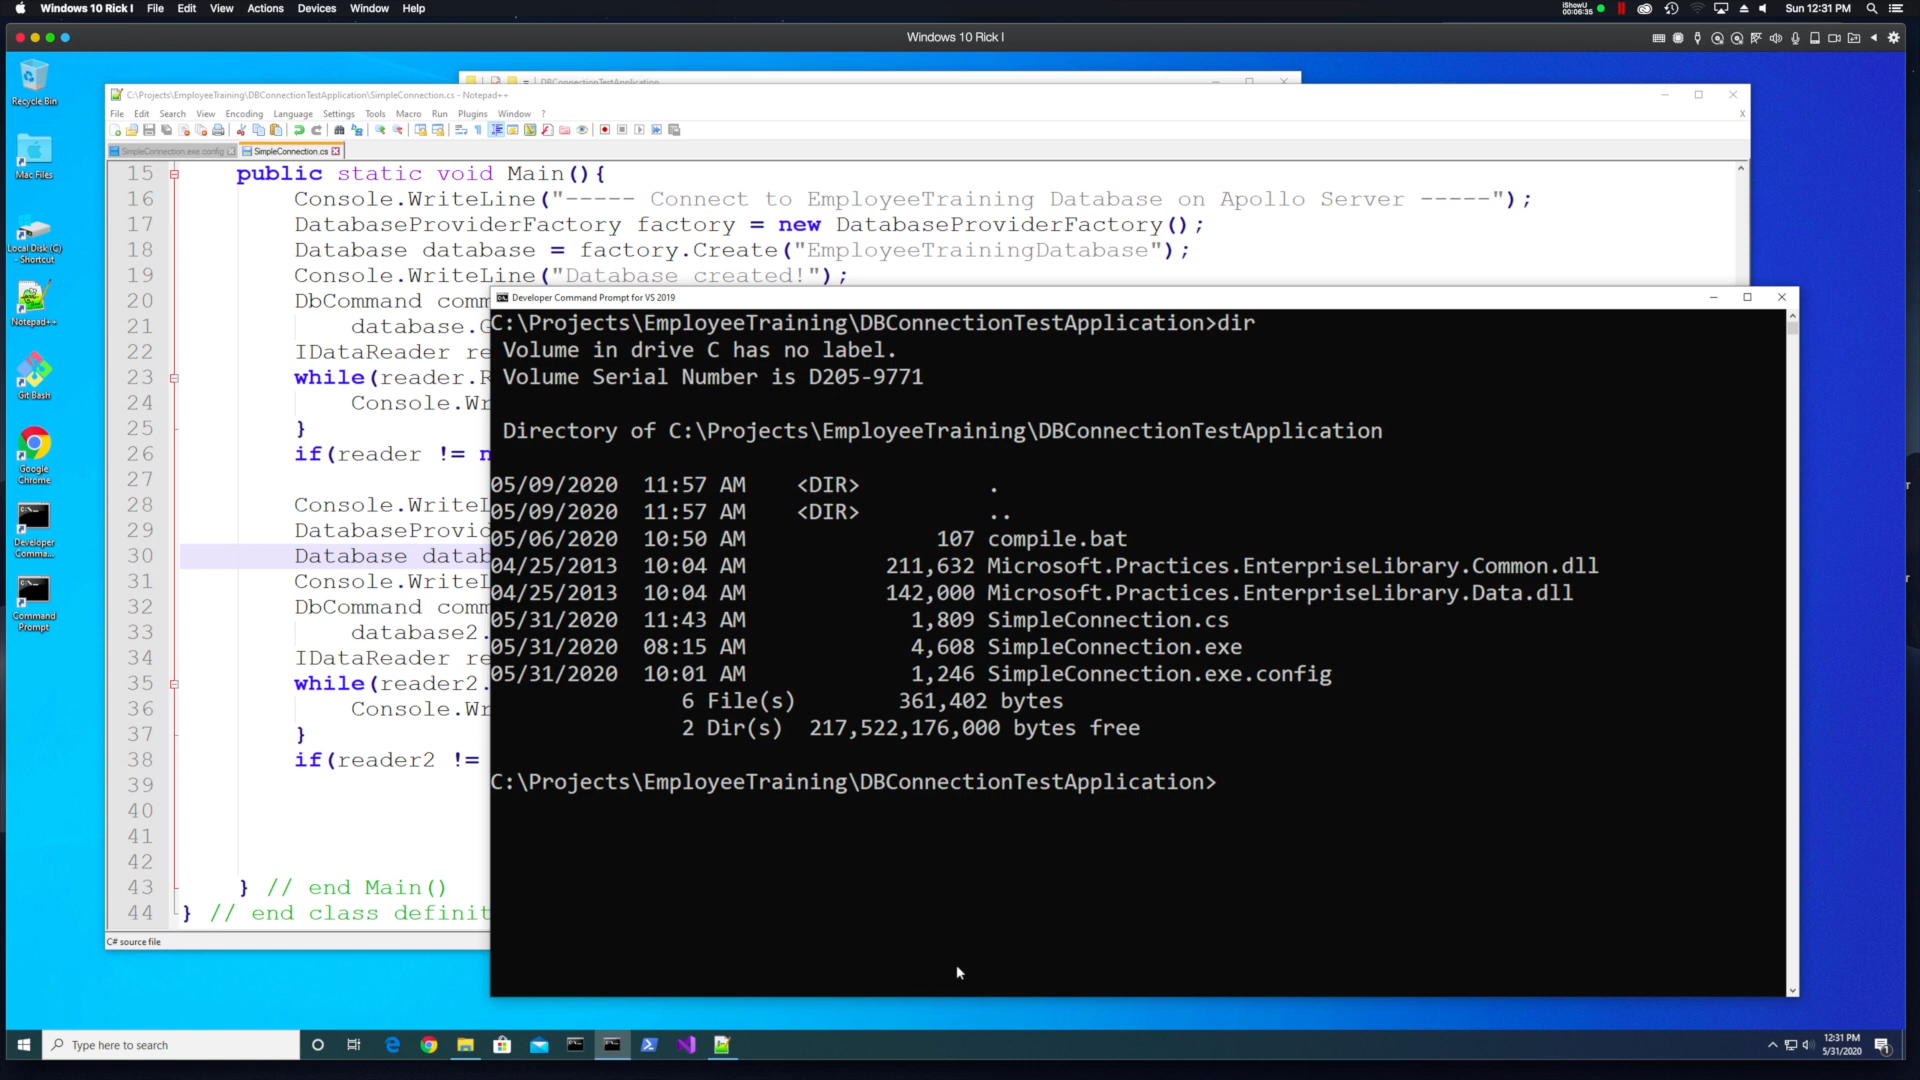 Windows 10 Rick I File Edit View Actions Devices Window Help
iShowU
00:06:35
Sun 12:31 PM
Windows 10 Rick I
Recycle Bin
Mac Files
Local Disk (C)
- Shortcut
Notepad++
Git Bash
Google
Chrome
Developer
Comma...
Command
Prompt
DBConnectionTestApplication
C:\Projects\EmployeeTraining\DBConnectionTestApplication\SimpleConnection.cs - Notepad++
File Edit Search View Encoding Language Settings Tools Macro Run Plugins Window ?
X
SimpleConnection.exe.config SimpleConnection.cs
15 public static void Main(){
16 Console.WriteLine("----- Connect to EmployeeTraining Database on Apollo Server -----");
17 DatabaseProviderFactory factory = new DatabaseProviderFactory();
18 Database database = factory.Create("EmployeeTrainingDatabase");
19 Console.WriteLine("Database created!");
20 DbCommand comm
21 database.G
22 IDataReader re
23 while(reader.R
24 Console.Wr
25 }
26 if(reader != n
27
28 Console.WriteL
29 DatabaseProvid
30 Database datab
31 Console.WriteL
32 DbCommand comm
33 database2.
34 IDataReader re
35 while(reader2.
36 Console.Wr
37 }
38 if(reader2 !=
39
40
41
42
43 } // end Main()
44 } // end class definit
C# source file
Developer Command Prompt for VS 2019
C:\Projects\EmployeeTraining\DBConnectionTestApplication>dir
Volume in drive C has no label.
Volume Serial Number is D205-9771
Directory of C:\Projects\EmployeeTraining\DBConnectionTestApplication
05/09/2020 11:57 AM <DIR> .
05/09/2020 11:57 AM <DIR> ..
05/06/2020 10:50 AM 107 compile.bat
04/25/2013 10:04 AM 211,632 Microsoft.Practices.EnterpriseLibrary.Common.dll
04/25/2013 10:04 AM 142,000 Microsoft.Practices.EnterpriseLibrary.Data.dll
05/31/2020 11:43 AM 1,809 SimpleConnection.cs
05/31/2020 08:15 AM 4,608 SimpleConnection.exe
05/31/2020 10:01 AM 1,246 SimpleConnection.exe.config
6 File(s) 361,402 bytes
2 Dir(s) 217,522,176,000 bytes free
C:\Projects\EmployeeTraining\DBConnectionTestApplication>
Type here to search
12:31 PM
5/31/2020
1